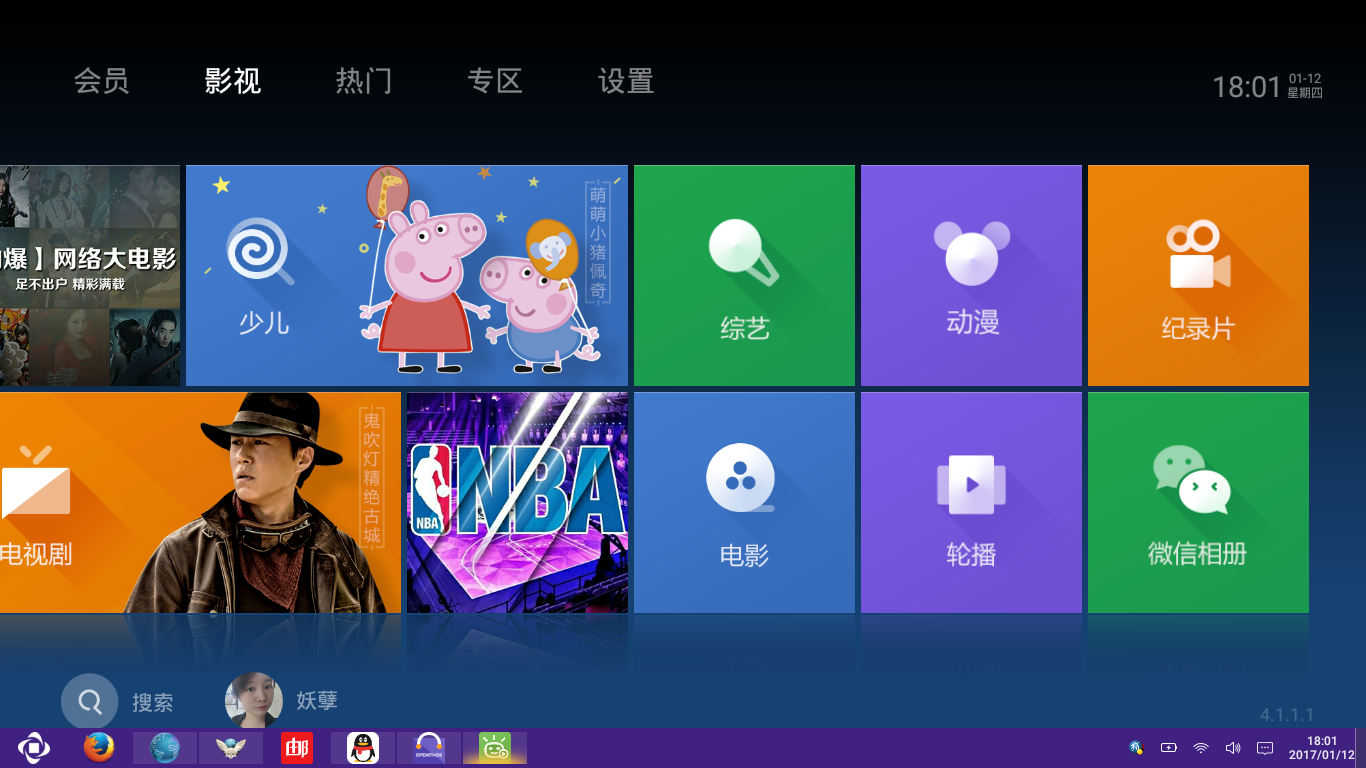 会员 影视 热门 专区 设置
18:01 01-12
星期四
爆】网络大电影
足不出户 精彩满载
少儿
萌萌小猪佩奇
综艺
动漫
纪录片
电视剧
鬼吹灯精绝古城
NBA
NBA
电影
轮播
微信相册
搜索
妖孽
4.1.1.1
邮
OPENTHOS
18:01
2017/01/12